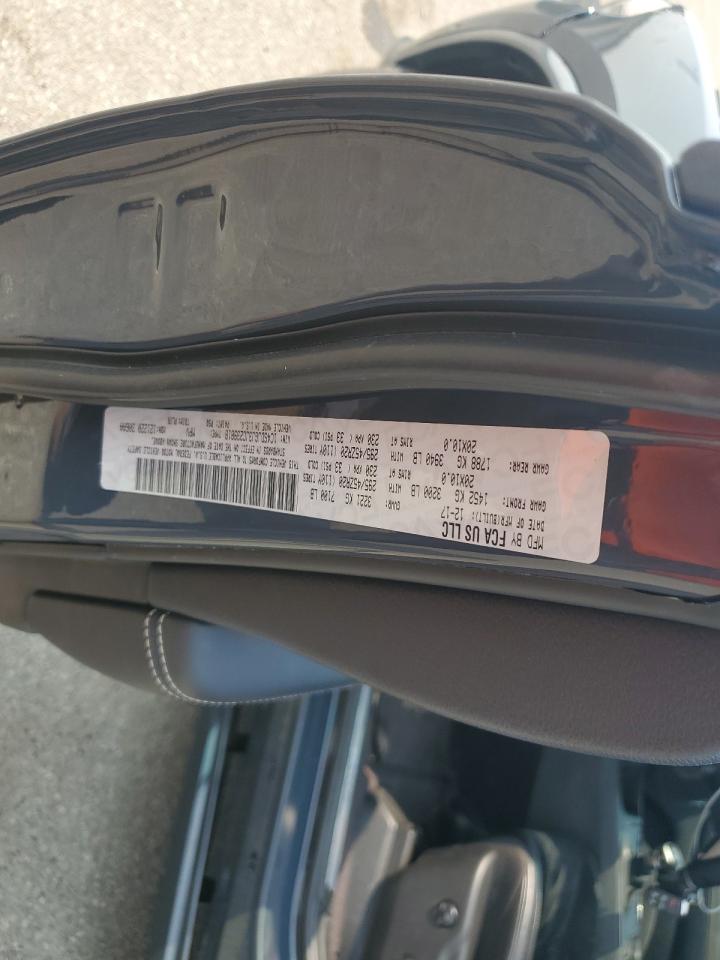 MFD BY FCA US LLC
DATE OF MFR(BUILT): 12-17 GVWR: 3221 KG 7100 LB
GAWR FRONT: 1452 KG 3200 LB WITH 295/45ZR20 (110Y) TIRES
20X10.0 RIMS AT 230 KPA( 33 PSI)COLD
GAWR REAR: 1788 KG 3940 LB WITH 295/45ZR20 (110Y) TIRES
20X10.0 RIMS AT 230 KPA( 33 PSI)COLD
THIS VEHICLE CONFORMS TO ALL APPLICABLE U.S.A. FEDERAL MOTOR VEHICLE SAFETY
STANDARDS IN EFFECT ON THE DATE OF MANUFACTURE SHOWN ABOVE.
VIN: TYPE: MPV
VEHICLE MADE IN U.S.A. PAINT: TRIM: